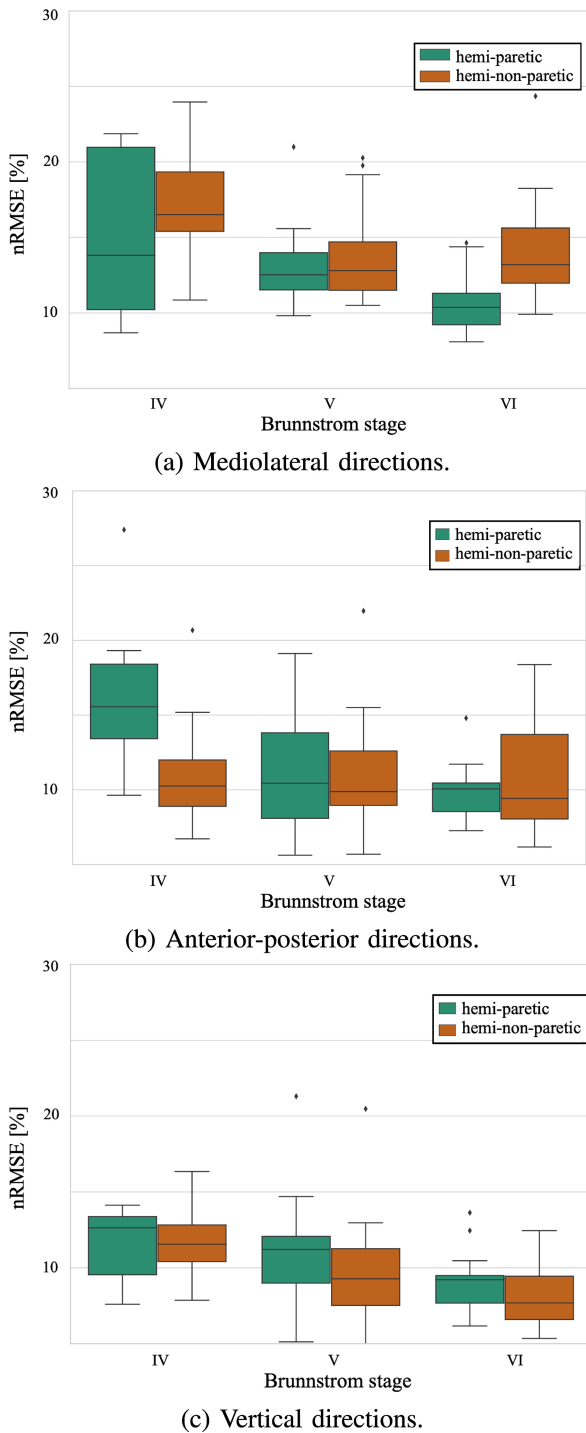 30
hemi-paretic
hemi-non-paretic
20
nRMSE [%]
10
IV V VI
Brunnstrom stage
(a) Mediolateral directions.
30
hemi-paretic
hemi-non-paretic
20
nRMSE [%]
10
IV V VI
Brunnstrom stage
(b) Anterior-posterior directions.
30
hemi-paretic
hemi-non-paretic
20
nRMSE [%]
10
IV V VI
Brunnstrom stage
(c) Vertical directions.